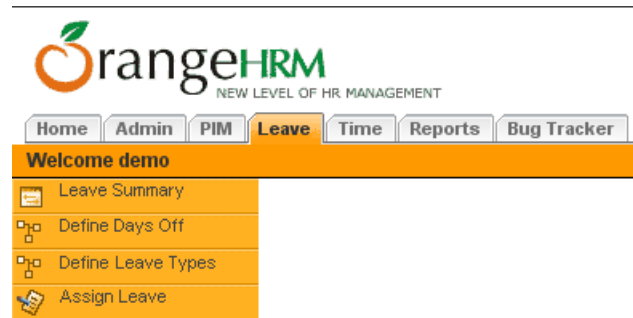 OrangeHRM
NEW LEVEL OF HR MANAGEMENT
Home Admin PIM Leave Time Reports Bug Tracker
Welcome demo
Leave Summary
Define Days Off
Define Leave Types
Assign Leave